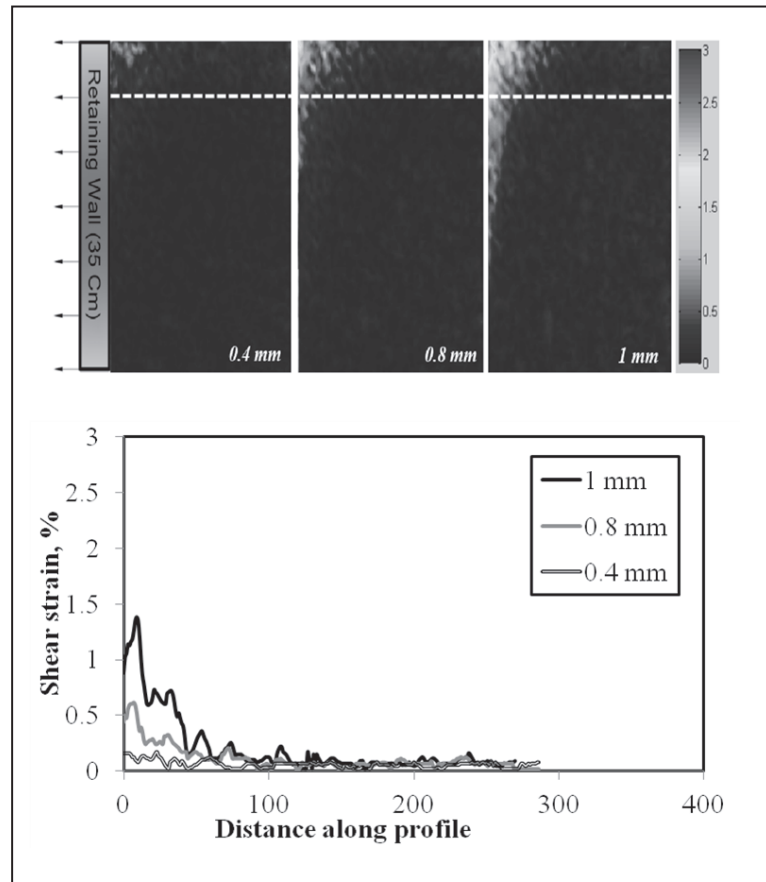 Retaining Wall (35 Cm)
0.4 mm
0.8 mm
1 mm
3
2.5
2
1.5
1
0.5
0
3
2.5
2
1.5
1
0.5
0
Shear strain, %
1 mm
0.8 mm
0.4 mm
0 100 200 300 400
Distance along profile